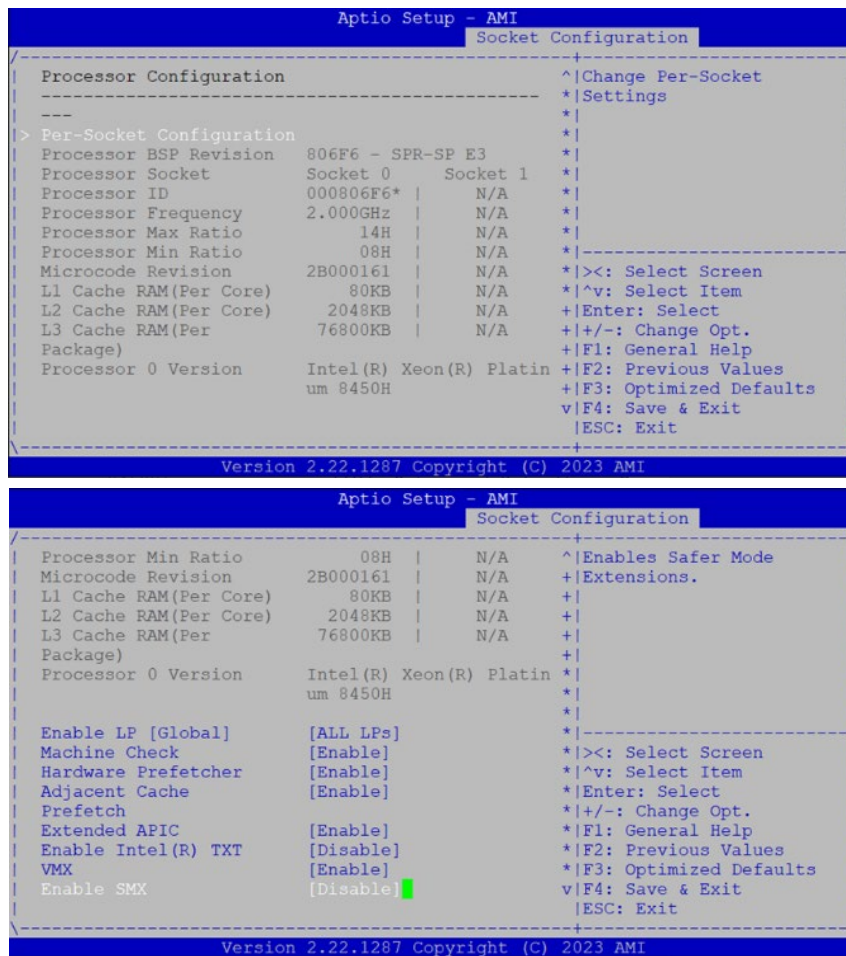 Aptio Setup - AMI
Socket Configuration
/-----------------------------------------------------+---------------------------
| Processor Configuration ^|Change Per-Socket
| -------------------------------------------------- *|Settings
| --- *|
|> Per-Socket Configuration *|
| Processor BSP Revision 806F6 - SPR-SP E3 *|
| Processor Socket Socket 0 Socket 1 *|
| Processor ID 000806F6* | N/A *|
| Processor Frequency 2.000GHz | N/A *|
| Processor Max Ratio 14H | N/A *|
| Processor Min Ratio 08H | N/A *|---------------------------
| Microcode Revision 2B000161 | N/A *|><: Select Screen
| L1 Cache RAM(Per Core) 80KB | N/A *|^v: Select Item
| L2 Cache RAM(Per Core) 2048KB | N/A +|Enter: Select
| L3 Cache RAM(Per 76800KB | N/A +|+/-: Change Opt.
| Package) +|F1: General Help
| Processor 0 Version Intel(R) Xeon(R) Platin +|F2: Previous Values
| um 8450H +|F3: Optimized Defaults
| v|F4: Save & Exit
| |ESC: Exit
\-----------------------------------------------------+---------------------------
Version 2.22.1287 Copyright (C) 2023 AMI
Aptio Setup - AMI
Socket Configuration
/-----------------------------------------------------+---------------------------
| Processor Min Ratio 08H | N/A ^|Enables Safer Mode
| Microcode Revision 2B000161 | N/A +|Extensions.
| L1 Cache RAM(Per Core) 80KB | N/A +|
| L2 Cache RAM(Per Core) 2048KB | N/A +|
| L3 Cache RAM(Per 76800KB | N/A +|
| Package) +|
| Processor 0 Version Intel(R) Xeon(R) Platin *|
| um 8450H *|
| *|
| Enable LP [Global] [ALL LPs] *|---------------------------
| Machine Check [Enable] *|><: Select Screen
| Hardware Prefetcher [Enable] *|^v: Select Item
| Adjacent Cache [Enable] *|Enter: Select
| Prefetch *|+/-: Change Opt.
| Extended APIC [Enable] *|F1: General Help
| Enable Intel(R) TXT [Disable] *|F2: Previous Values
| VMX [Enable] *|F3: Optimized Defaults
| Enable SMX [Disable] v|F4: Save & Exit
| |ESC: Exit
\-----------------------------------------------------+---------------------------
Version 2.22.1287 Copyright (C) 2023 AMI